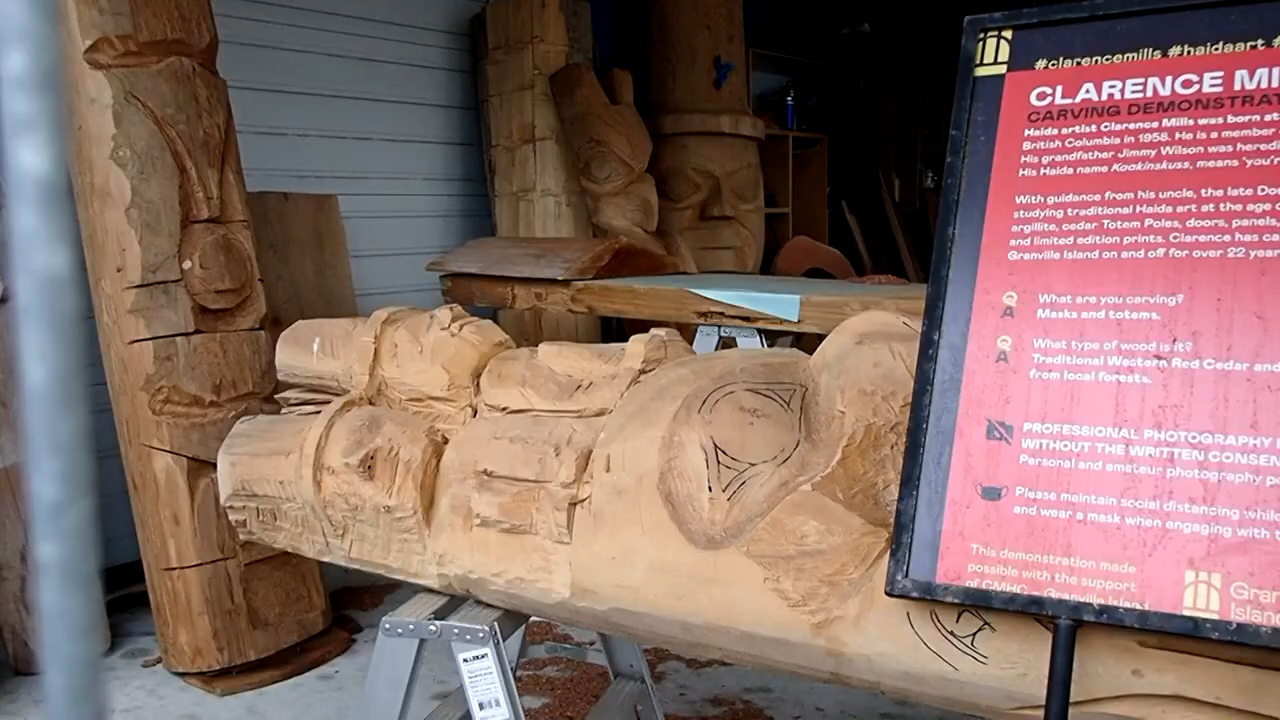 #clarencemills #haidaart #
CLARENCE MI
CARVING DEMONSTRAT
Haida artist Clarence Mills was born at
British Columbia in 1958. He is a member
His grandfather Jimmy Wilson was heredi
His Haida name Kaakinskuss, means 'you'r
With guidance from his uncle, the late Dou
studying traditional Haida art at the age o
argillite, cedar Totem Poles, doors, panels,
and limited edition prints. Clarence has ca
Granville Island on and off for over 22 year
Q What are you carving?
A Masks and totems.
Q What type of wood is it?
A Traditional Western Red Cedar and
from local forests.
PROFESSIONAL PHOTOGRAPHY
WITHOUT THE WRITTEN CONSEN
Personal and amateur photography pe
Please maintain social distancing while
and wear a mask when engaging with t
This demonstration made
possible with the support
of CMHC - Granville Island
Gran
Island
ALLRIGHT